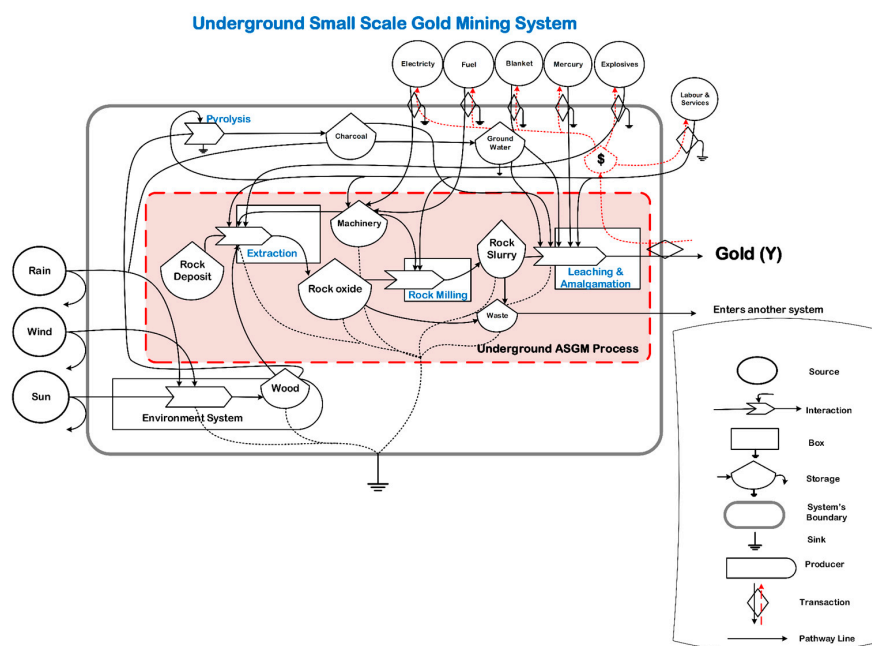 Underground Small Scale Gold Mining System
Electricty
Fuel
Blanket
Mercury
Explosives
Labour &
Services
Pyrolysis
Charcoal
Ground
Water
$
Machinery
Rock
Deposit
Extraction
Rock oxide
Rock Milling
Rock
Slurry
Leaching &
Amalgamation
Waste
Underground ASGM Process
Gold (Y)
Enters another system
Rain
Wind
Sun
Wood
Environment System
Source
Interaction
Box
Storage
System's
Boundary
Sink
Producer
Transaction
Pathway Line